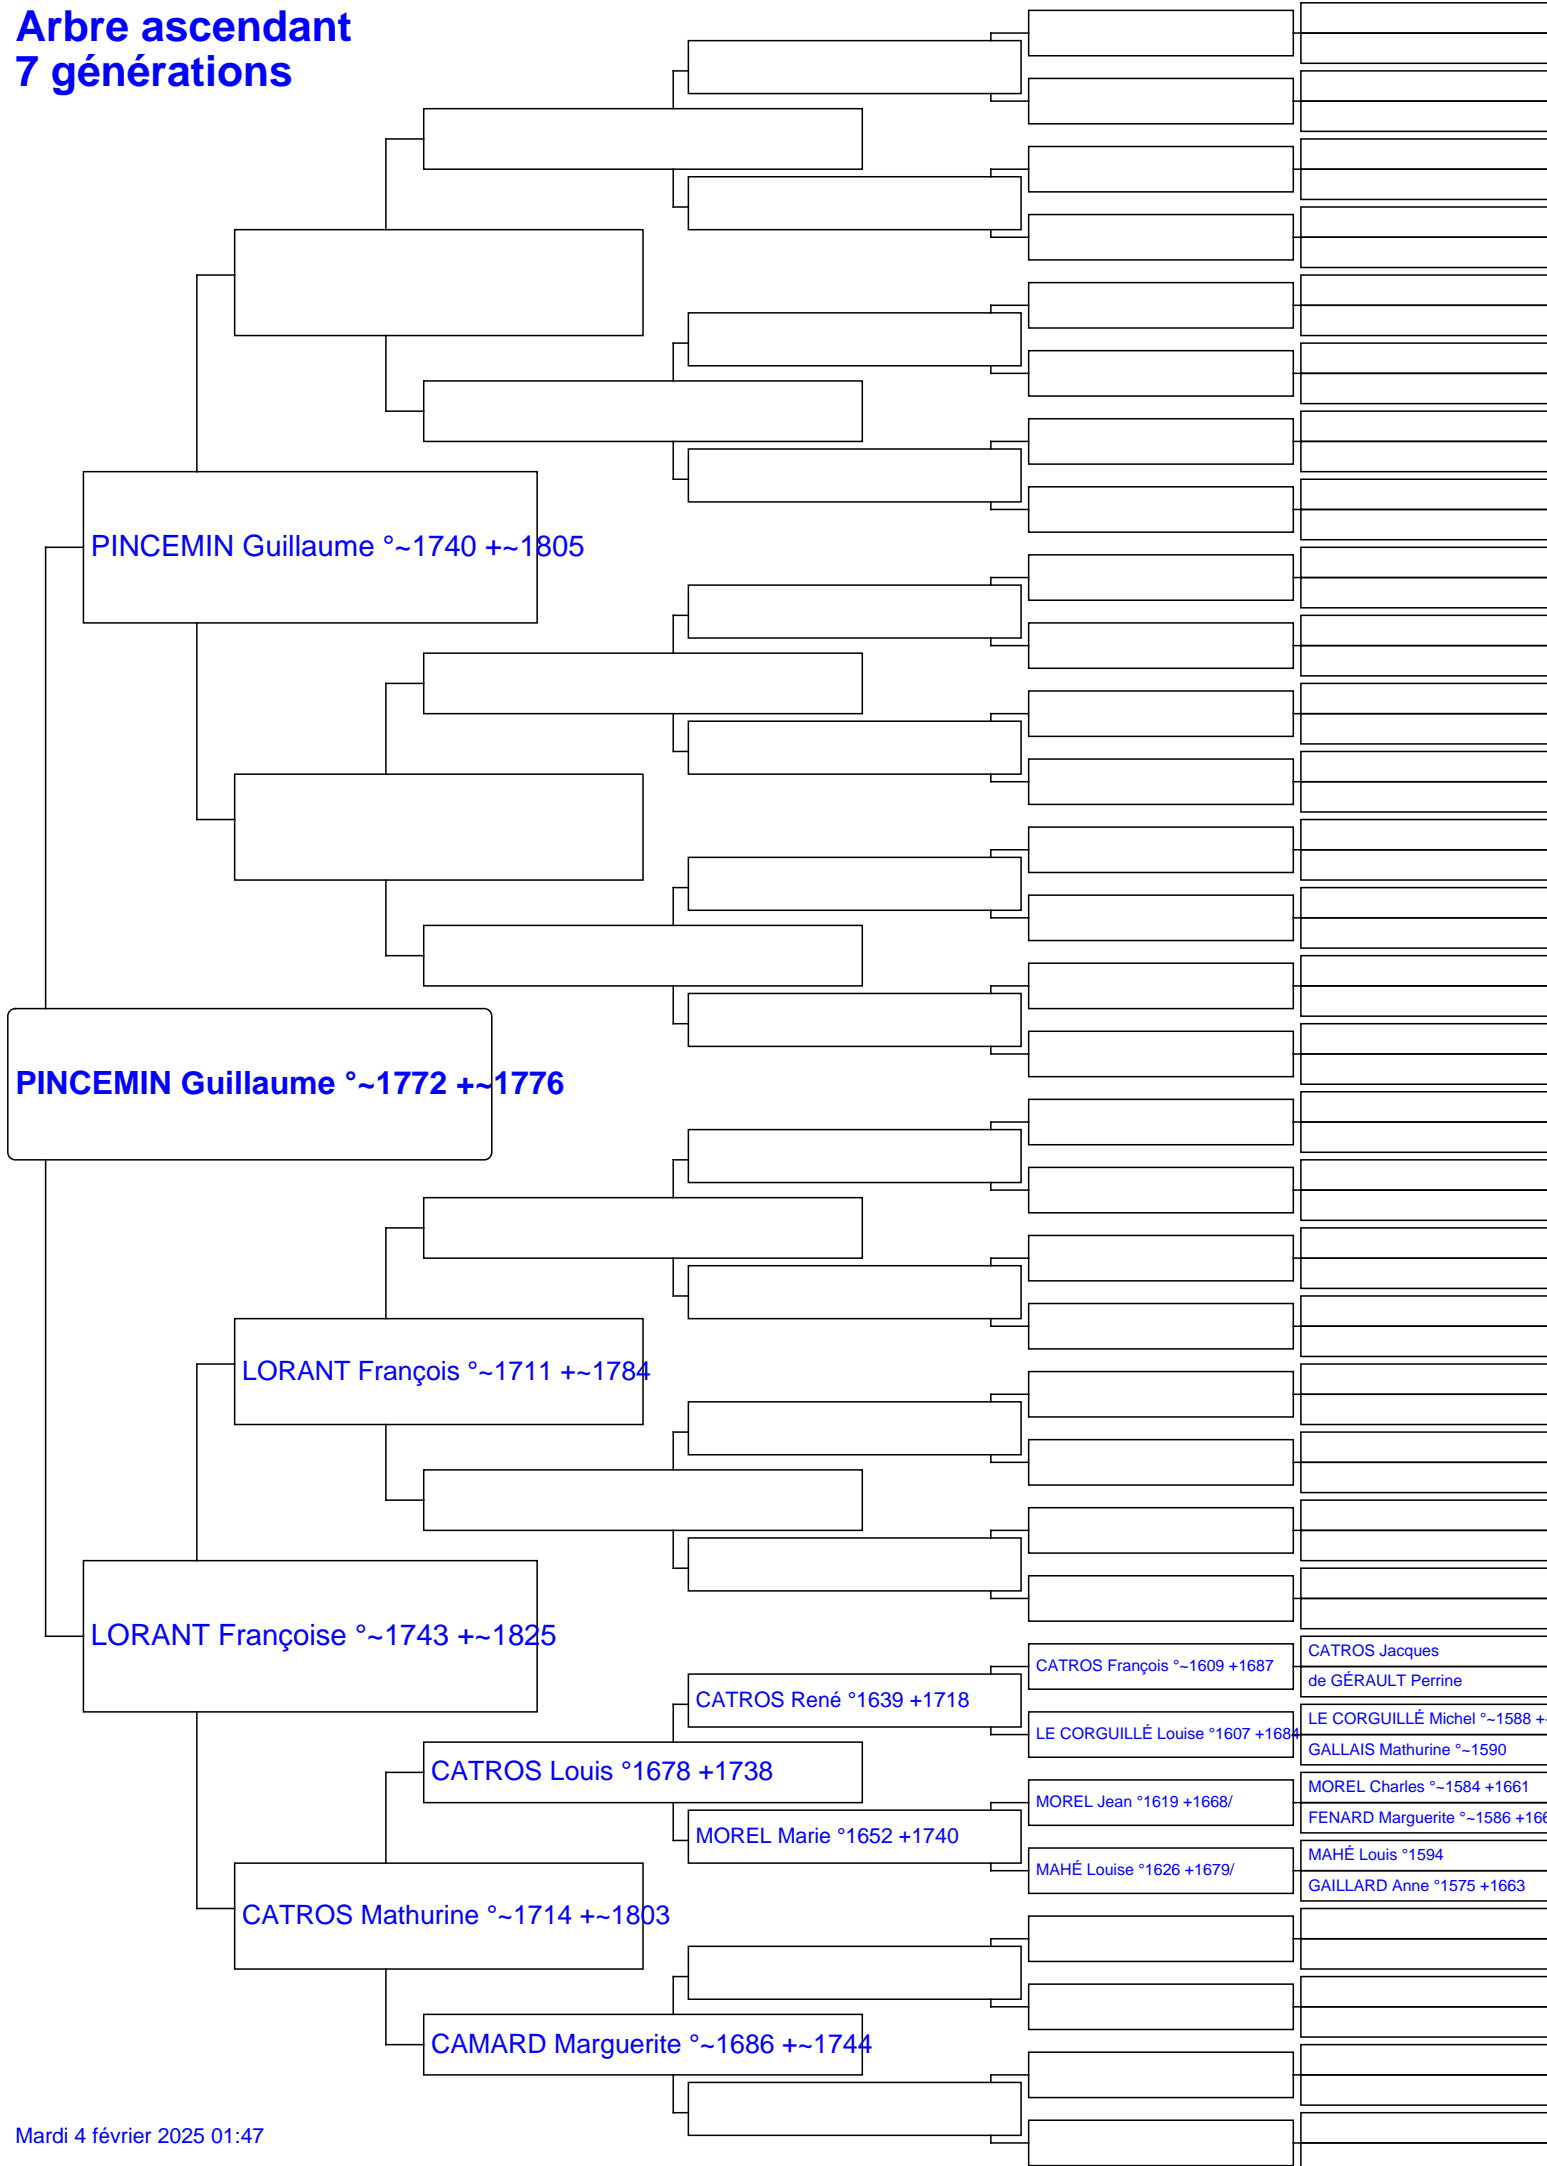 Arbre ascendant
7 générations
PINCEMIN Guillaume °~1740 +~1805
PINCEMIN Guillaume °~1772 +~1776
LORANT François °~1711 +~1784
LORANT Françoise °~1743 +~1825
CATROS François °~1609 +1687
CATROS Jacques
de GÉRAULT Perrine
CATROS René °1639 +1718
LE CORGUILLÉ Louise °1607 +1684
LE CORGUILLÉ Michel °~1588 +
GALLAIS Mathurine °~1590
CATROS Louis °1678 +1738
MOREL Jean °1619 +1668/
MOREL Charles °~1584 +1661
FENARD Marguerite °~1586
MOREL Marie °1652 +1740
MAHÉ Louise °1626 +1679/
MAHÉ Louis °1594
GAILLARD Anne °1575 +1663
CATROS Mathurine °~1714 +~1803
CAMARD Marguerite °~1686 +~1744
Mardi 4 février 2025 01:47